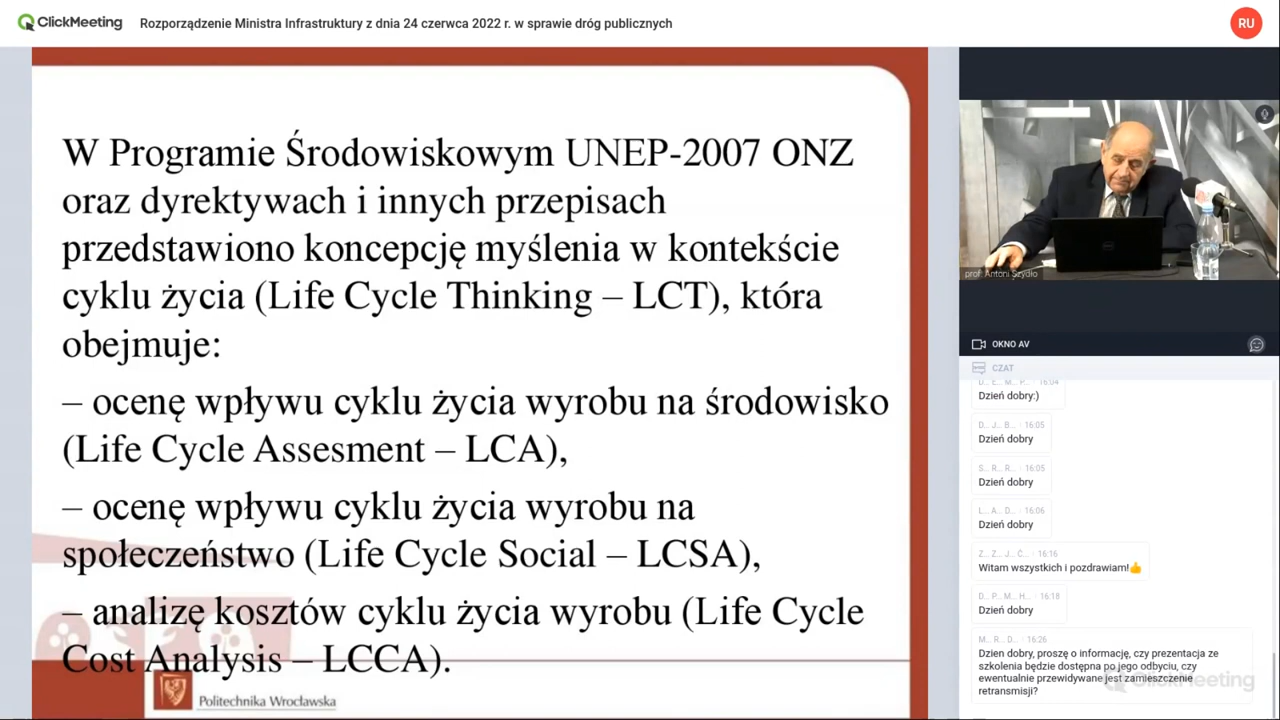 ClickMeeting
Rozporządzenie Ministra Infrastruktury z dnia 24 czerwca 2022 r. w sprawie dróg publicznych
RU
W Programie Środowiskowym UNEP-2007 ONZ
oraz dyrektywach i innych przepisach
przedstawiono koncepcję myślenia w kontekście
cyklu życia (Life Cycle Thinking – LCT), która
obejmuje:
– ocenę wpływu cyklu życia wyrobu na środowisko
(Life Cycle Assesment – LCA),
– ocenę wpływu cyklu życia wyrobu na
społeczeństwo (Life Cycle Social – LCSA),
– analizę kosztów cyklu życia wyrobu (Life Cycle
Cost Analysis – LCCA).
Politechnika Wrocławska
prof. Antoni Szydło
OKNO AV
CZAT
D... E... M... P... · 16:04
Dzień dobry:)
D... J... B... · 16:05
Dzień dobry
S... R... R... · 16:05
Dzień dobry
L... A... D... · 16:06
Dzień dobry
Z... Z... J... Ć... · 16:16
Witam wszystkich i pozdrawiam!👍
D... P... M... H... · 16:18
Dzień dobry
M... R... D... · 16:26
Dzien dobry, proszę o informację, czy prezentacja ze
szkolenia będzie dostępna po jego odbyciu, czy
ewentualnie przewidywane jest zamieszczenie
retransmisji?
ClickMeeting